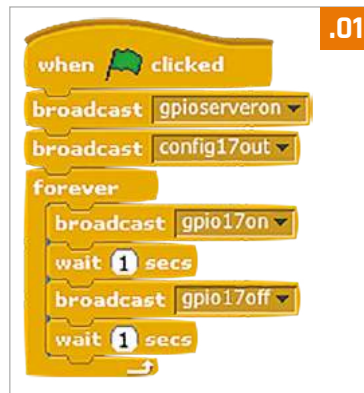 .01
when clicked
broadcast gpioserveron
broadcast config17out
forever
broadcast gpio17on
wait 1 secs
broadcast gpio17off
wait 1 secs